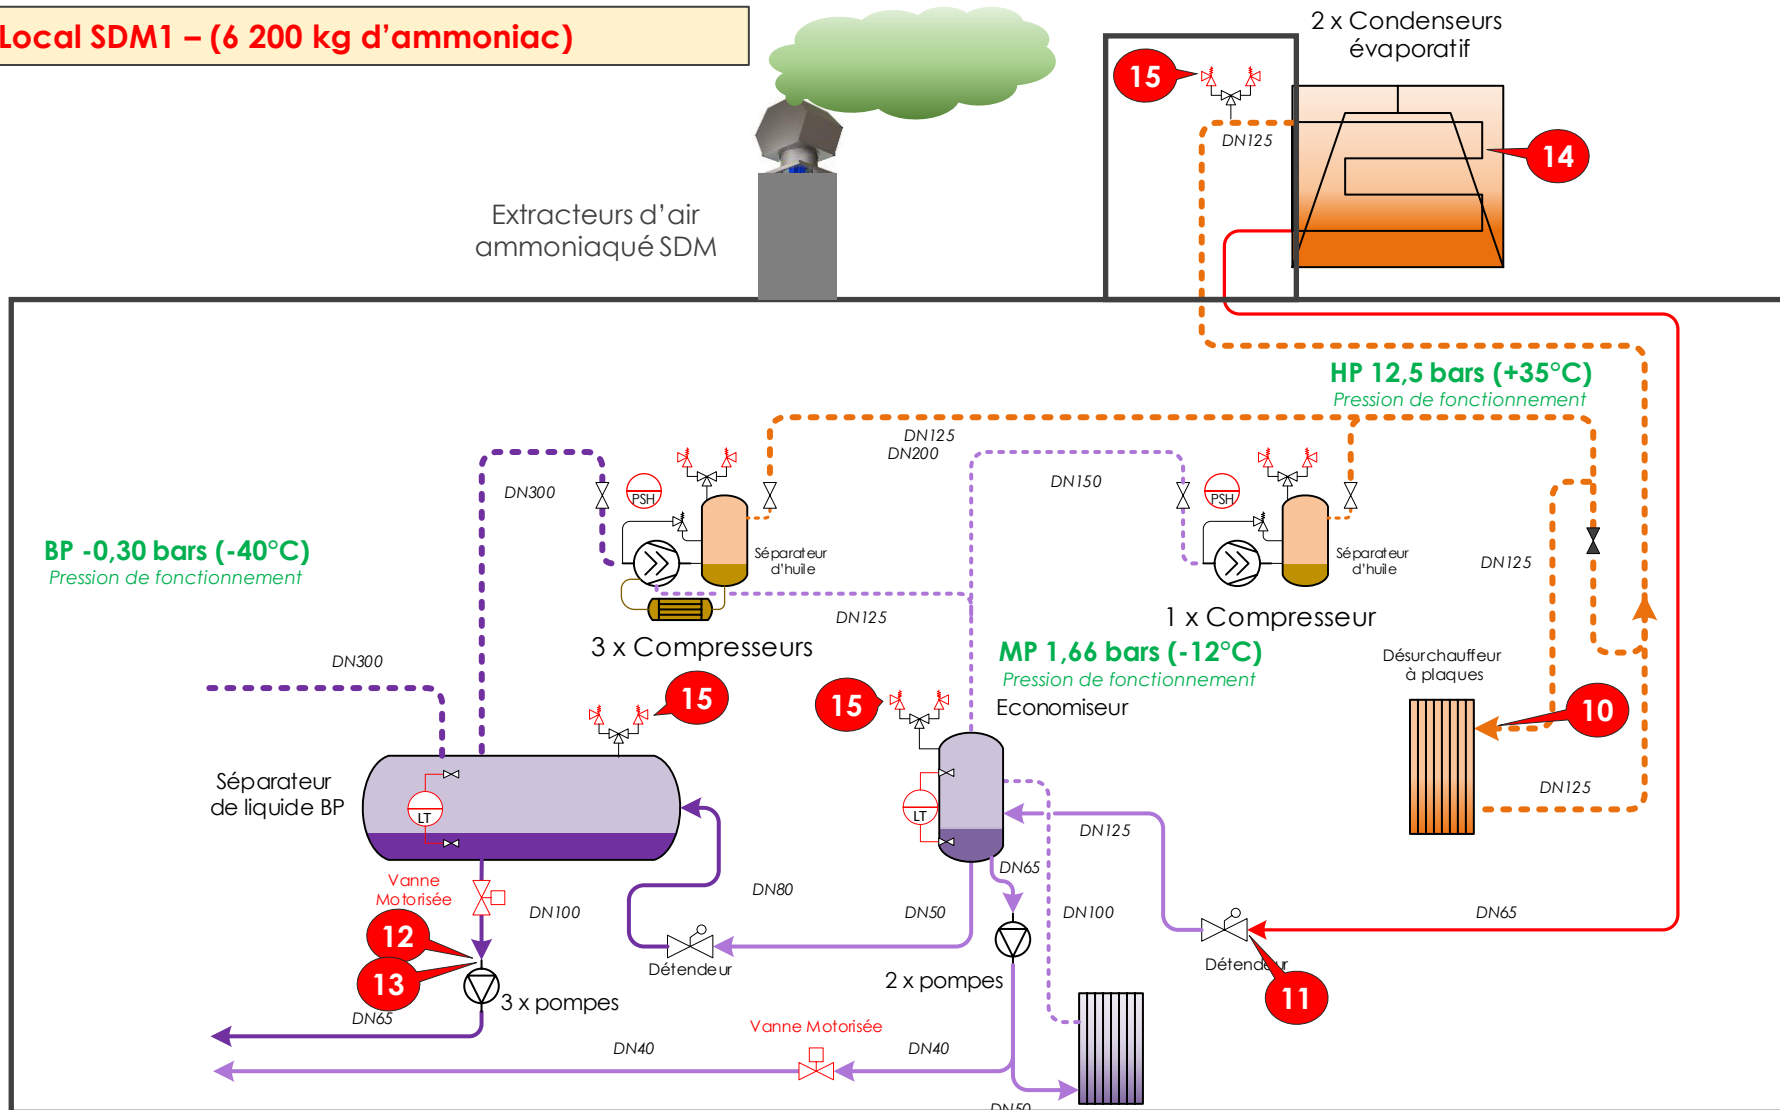 Local SDM1 – (6 200 kg d’ammoniac)
2 x Condenseurs
évaporatif
15
DN125
14
Extracteurs d’air
ammoniaqué SDM
HP 12,5 bars (+35°C)
Pression de fonctionnement
DN125
DN200
DN300
PSH
DN150
PSH
BP -0,30 bars (-40°C)
Pression de fonctionnement
Séparateur
d’huile
Séparateur
d’huile
DN125
DN125
3 x Compresseurs
1 x Compresseur
DN300
MP 1,66 bars (-12°C)
Pression de fonctionnement
Economiseur
Désurchauffeur
à plaques
15
15
10
Séparateur
de liquide BP
LT
LT
DN125
DN125
DN65
Vanne
Motorisée
DN80
DN100
DN50
DN100
DN65
12
Détendeur
Détendeur
13
3 x pompes
2 x pompes
11
DN65
Vanne Motorisée
DN40
DN40
DN50